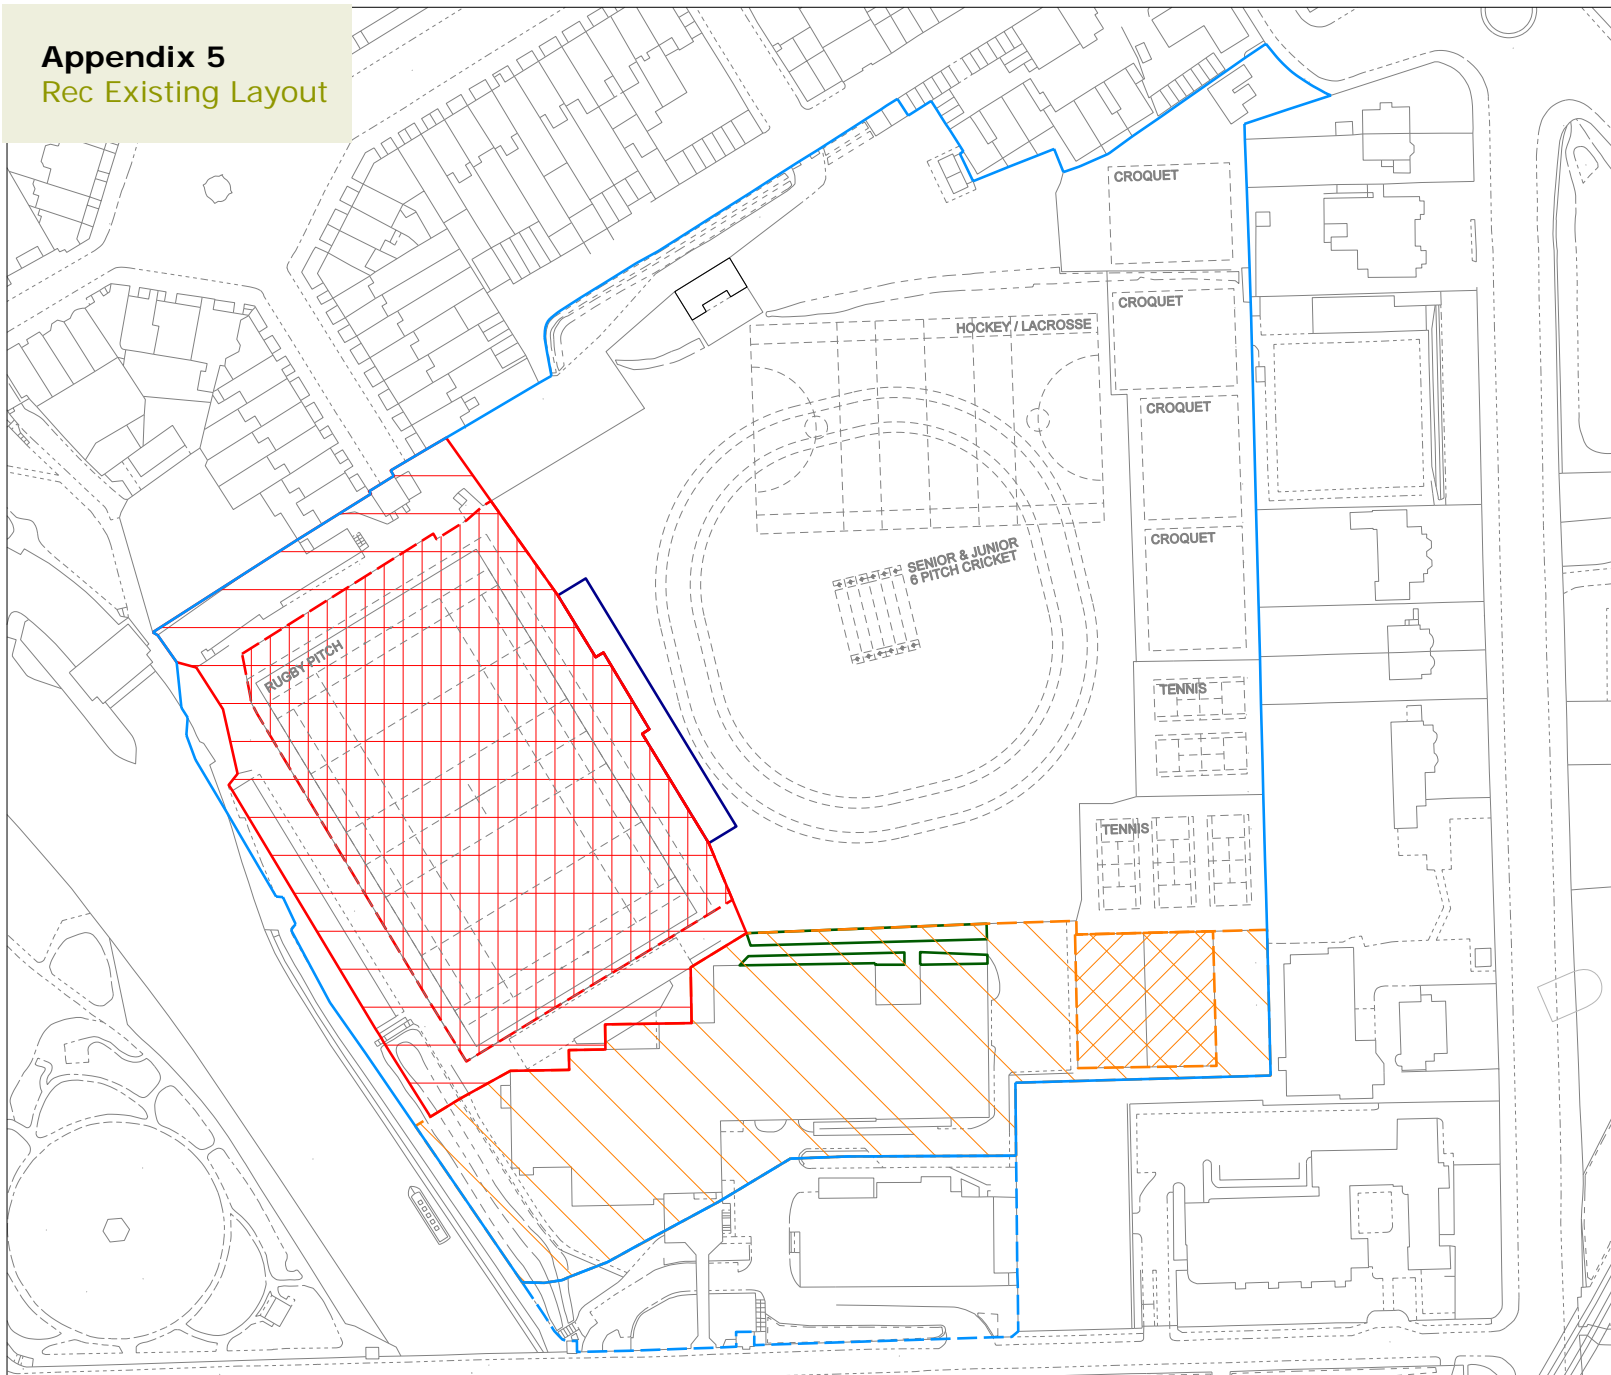 Appendix 5
Rec Existing Layout
CROQUET
CROQUET
HOCKEY / LACROSSE
CROQUET
CROQUET
SENIOR & JUNIOR
6 PITCH CRICKET
RUGBY PITCH
TENNIS
TENNIS